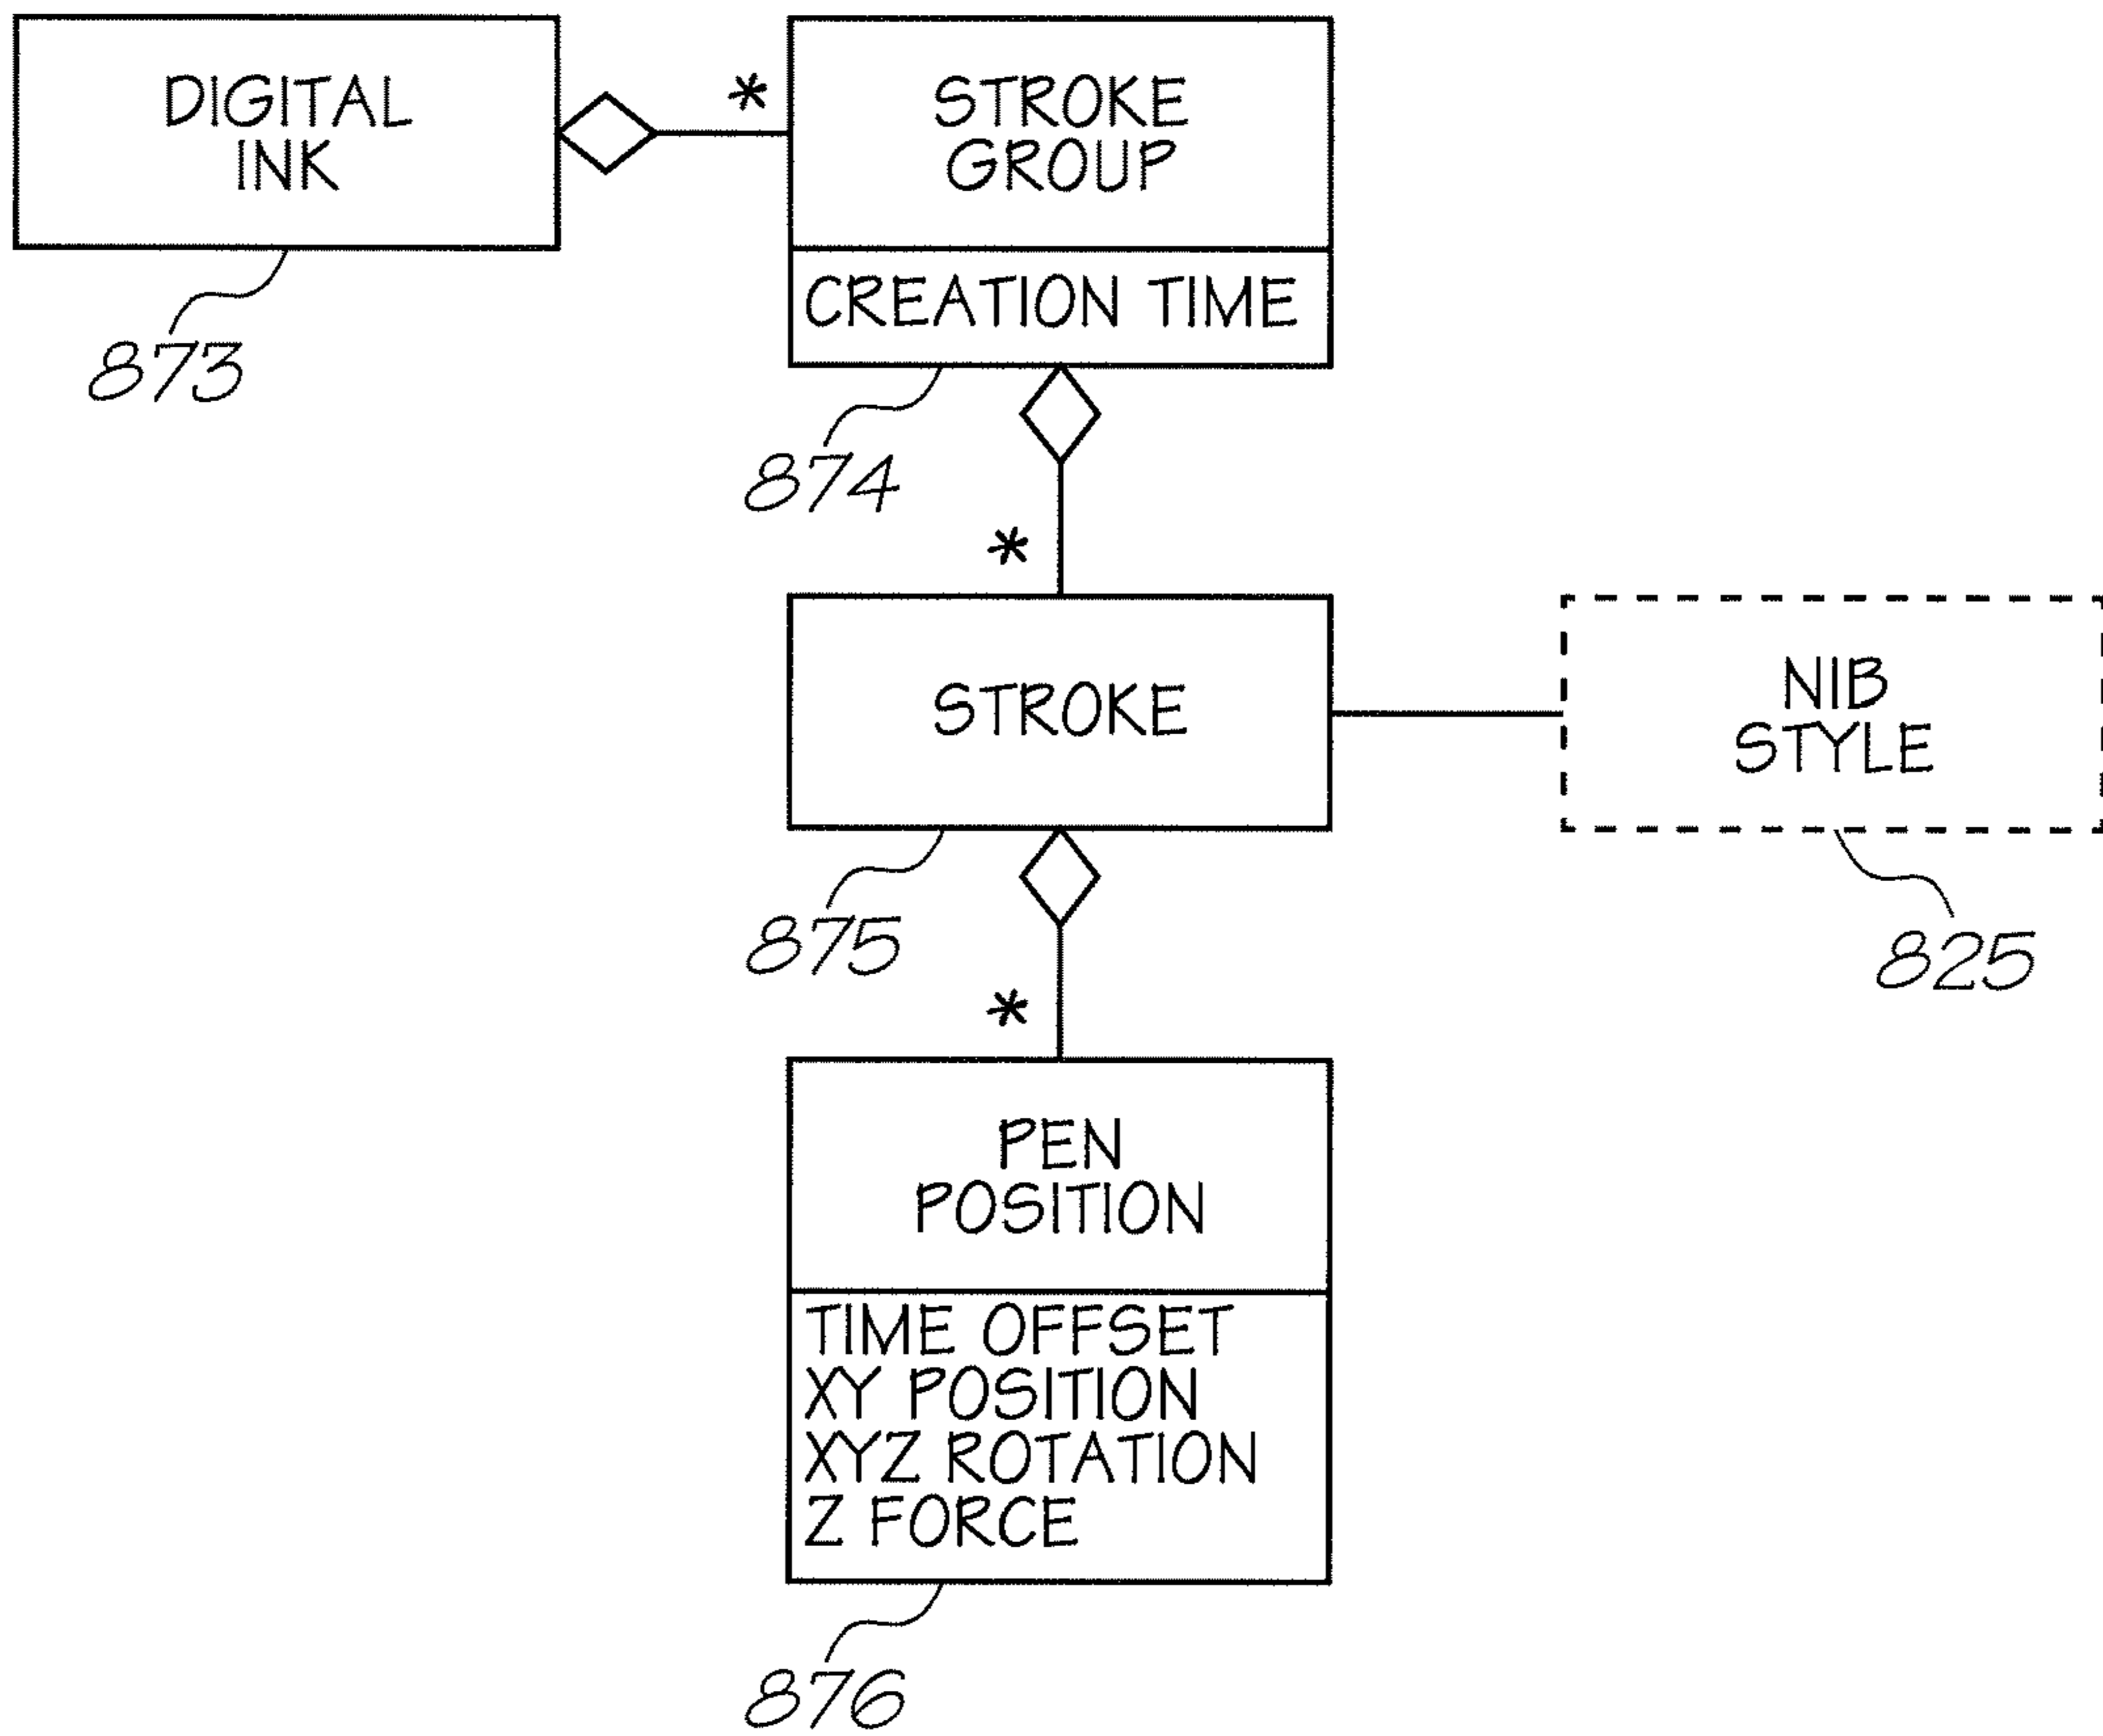 DIGITAL
INK
*
STROKE
GROUP
CREATION TIME
873
874
*
STROKE
NIB
STYLE
875
825
*
PEN
POSITION
TIME OFFSET
XY POSITION
XYZ ROTATION
Z FORCE
876